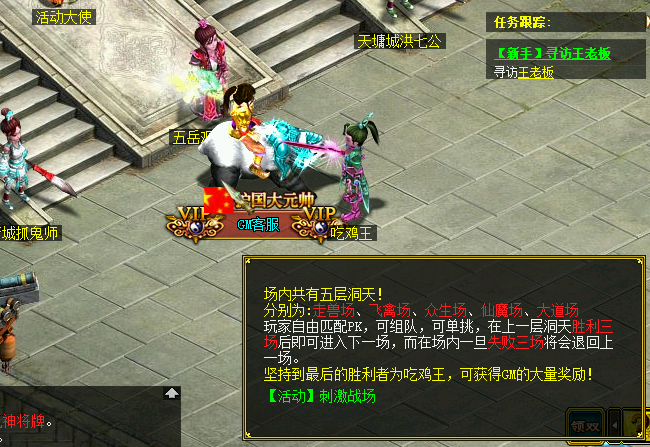 活动大使
天墉城洪七公
任务跟踪:
【新手】寻访王老板
寻访王老板
五岳
国大元帅
VIP
VIP
GM客服
吃鸡王
城抓鬼师
场内共有五层洞天!
分别为:走兽场、飞禽场、众生场、仙魔场、大道场
玩家自由匹配PK,可组队,可单挑,在上一层洞天胜利三
场后即可进入下一场,而在场内一旦失败三场将会退回上
一场。
坚持到最后的胜利者为吃鸡王,可获得GM的大量奖励!
【活动】刺激战场
神将牌。
领双